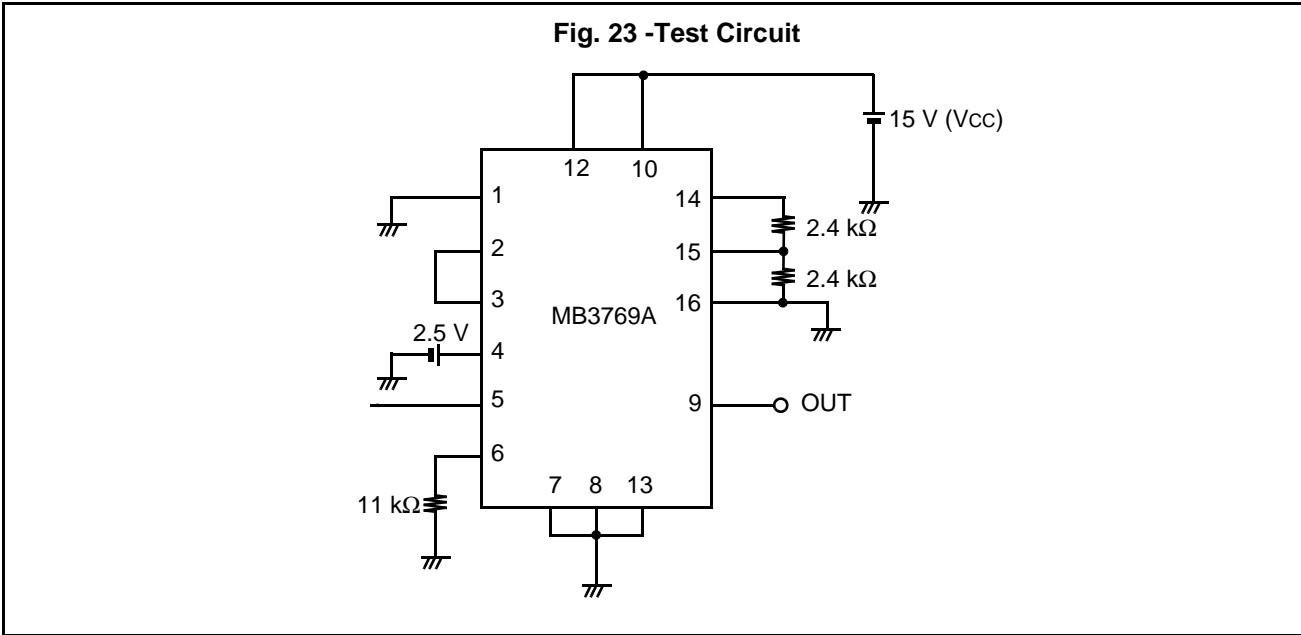 Fig. 23 -Test Circuit
15 V (VCC)
12 10
1 14
2.4 kΩ
2 15
2.4 kΩ
3 16
MB3769A
2.5 V
4
5 9 OUT
6
11 kΩ
7 8 13